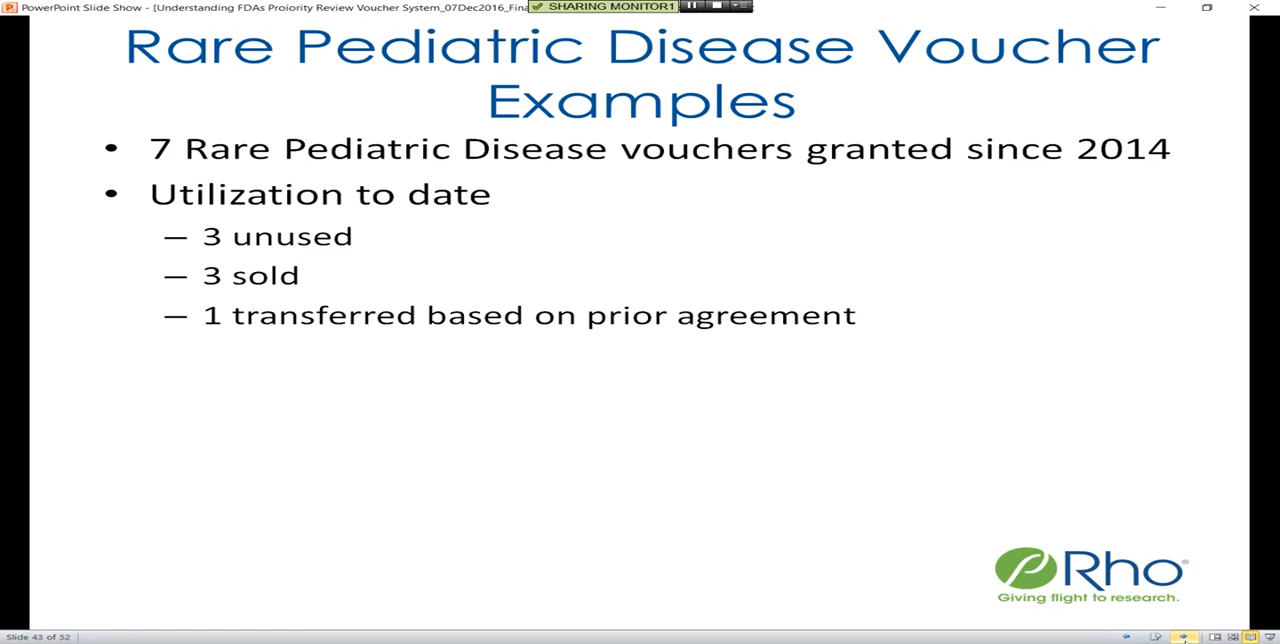 PowerPoint Slide Show - [Understanding FDAs Proiority Review Voucher System_07Dec2016_Fina
SHARING MONITOR1
Rare Pediatric Disease Voucher
Examples
• 7 Rare Pediatric Disease vouchers granted since 2014
• Utilization to date
— 3 unused
— 3 sold
— 1 transferred based on prior agreement
Rho®
Giving flight to research.
Slide 43 of 52